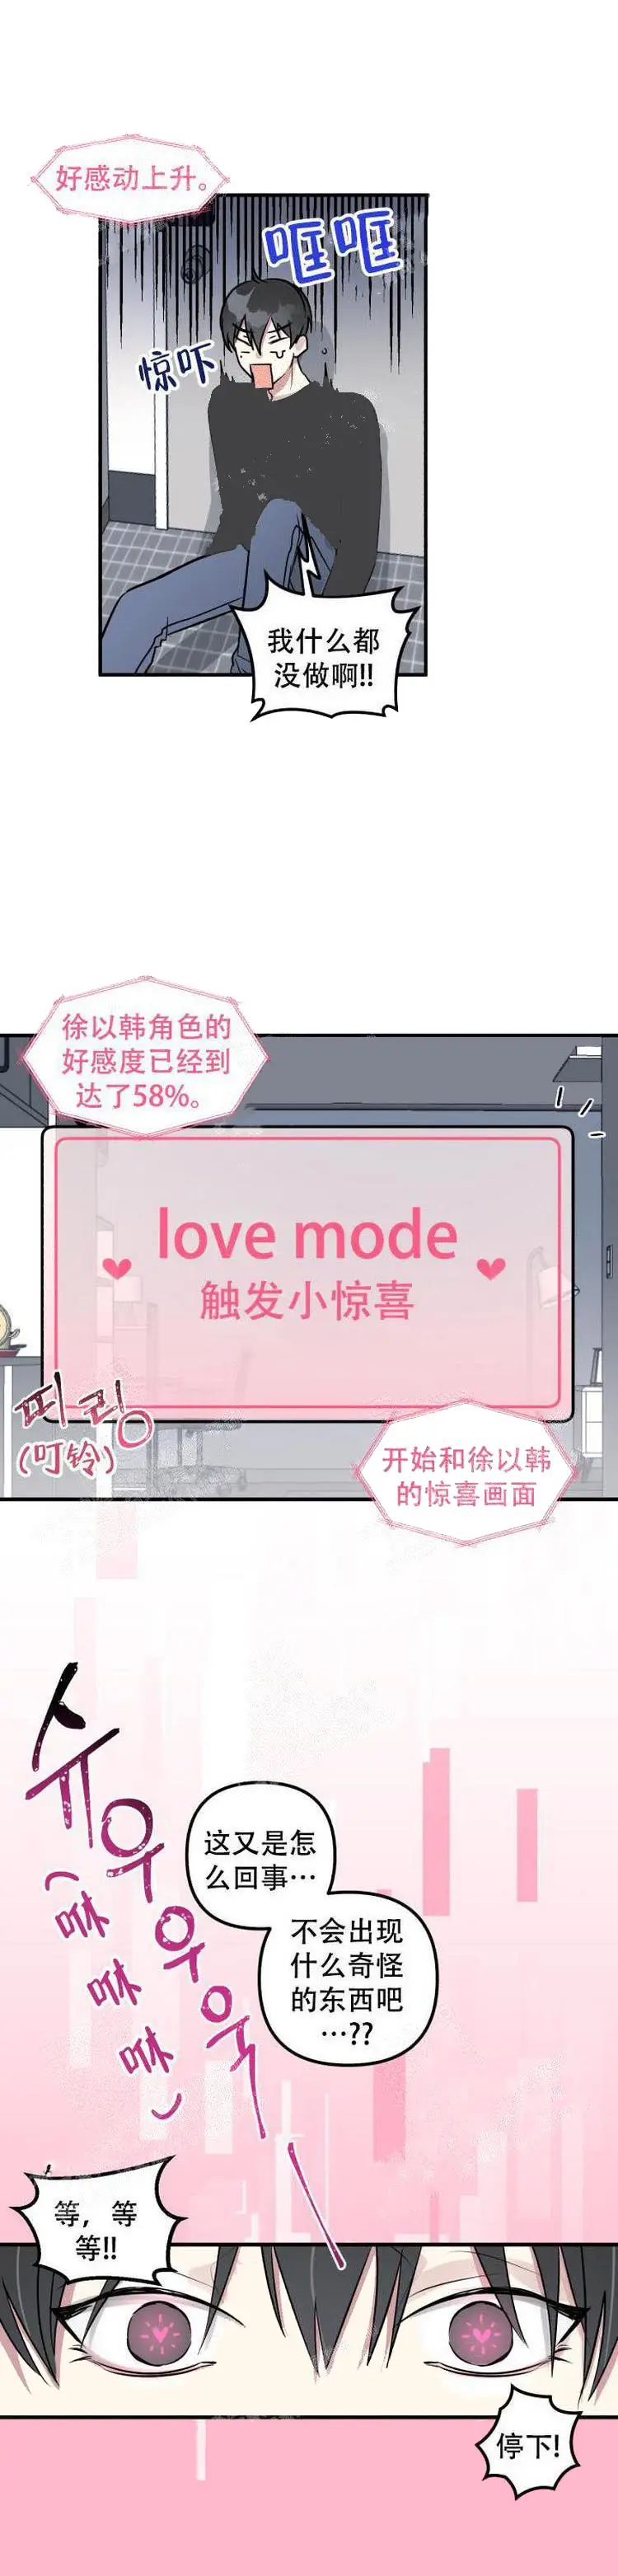 好感动上升。
哐哐
惊吓
我什么都
没做啊!!
徐以韩角色的
好感度已经到
达了58%。
love mode
触发小惊喜
띠링
(叮铃)
开始和徐以韩
的惊喜画面
슈우우욱
(咻
咻
咻)
这又是怎
么回事…
不会出现
什么奇怪
的东西吧
…??
等，等
等!!
停下!